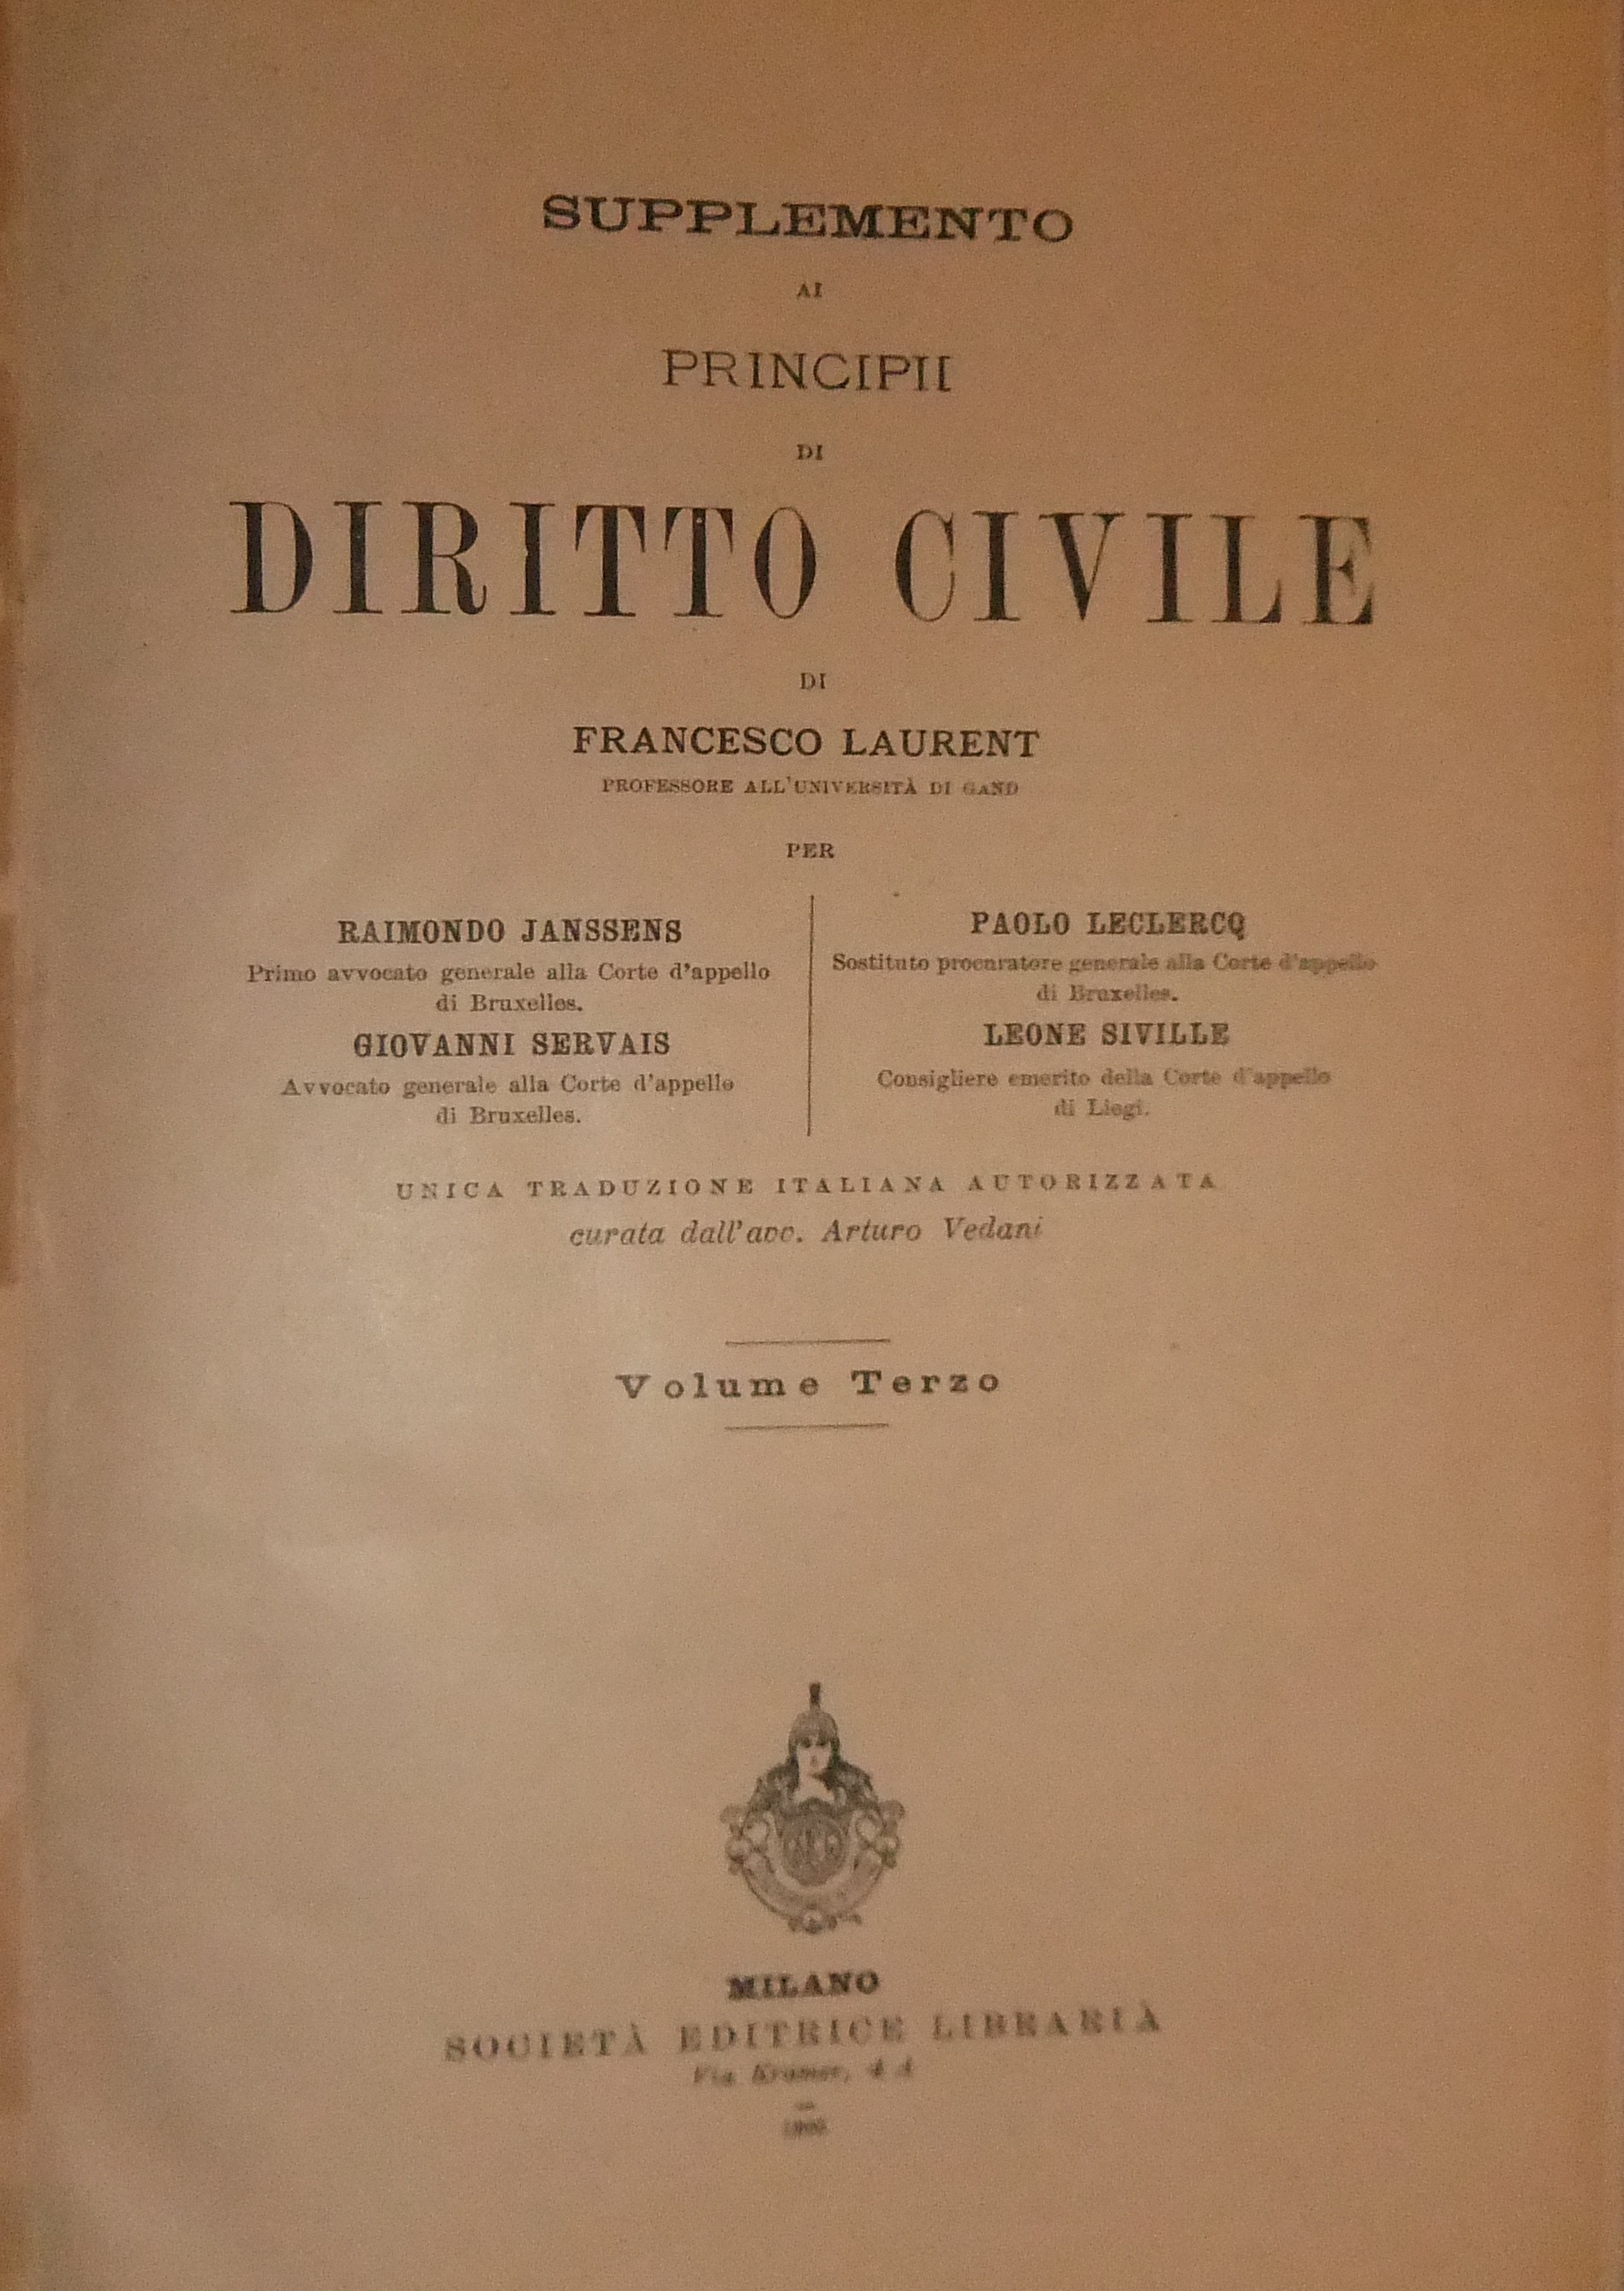 SUPPLEMENTO
AI
PRINCIPII
DI
DIRITTO CIVILE
DI
FRANCESCO LAURENT
PROFESSORE ALL'UNIVERSITÀ DI GAND
PER
RAIMONDO JANSSENS
Primo avvocato generale alla Corte d'appello
di Bruxelles.
GIOVANNI SERVAIS
Avvocato generale alla Corte d'appello
di Bruxelles.
PAOLO LECLERCQ
Sostituto procuratore generale alla Corte d'appello
di Bruxelles.
LEONE SIVILLE
Consigliere emerito della Corte d'appello
di Liegi.
UNICA TRADUZIONE ITALIANA AUTORIZZATA
curata dall'avv. Arturo Vedani
Volume Terzo
MILANO
SOCIETÀ EDITRICE LIBRARIA
Via Kramer, 4 A